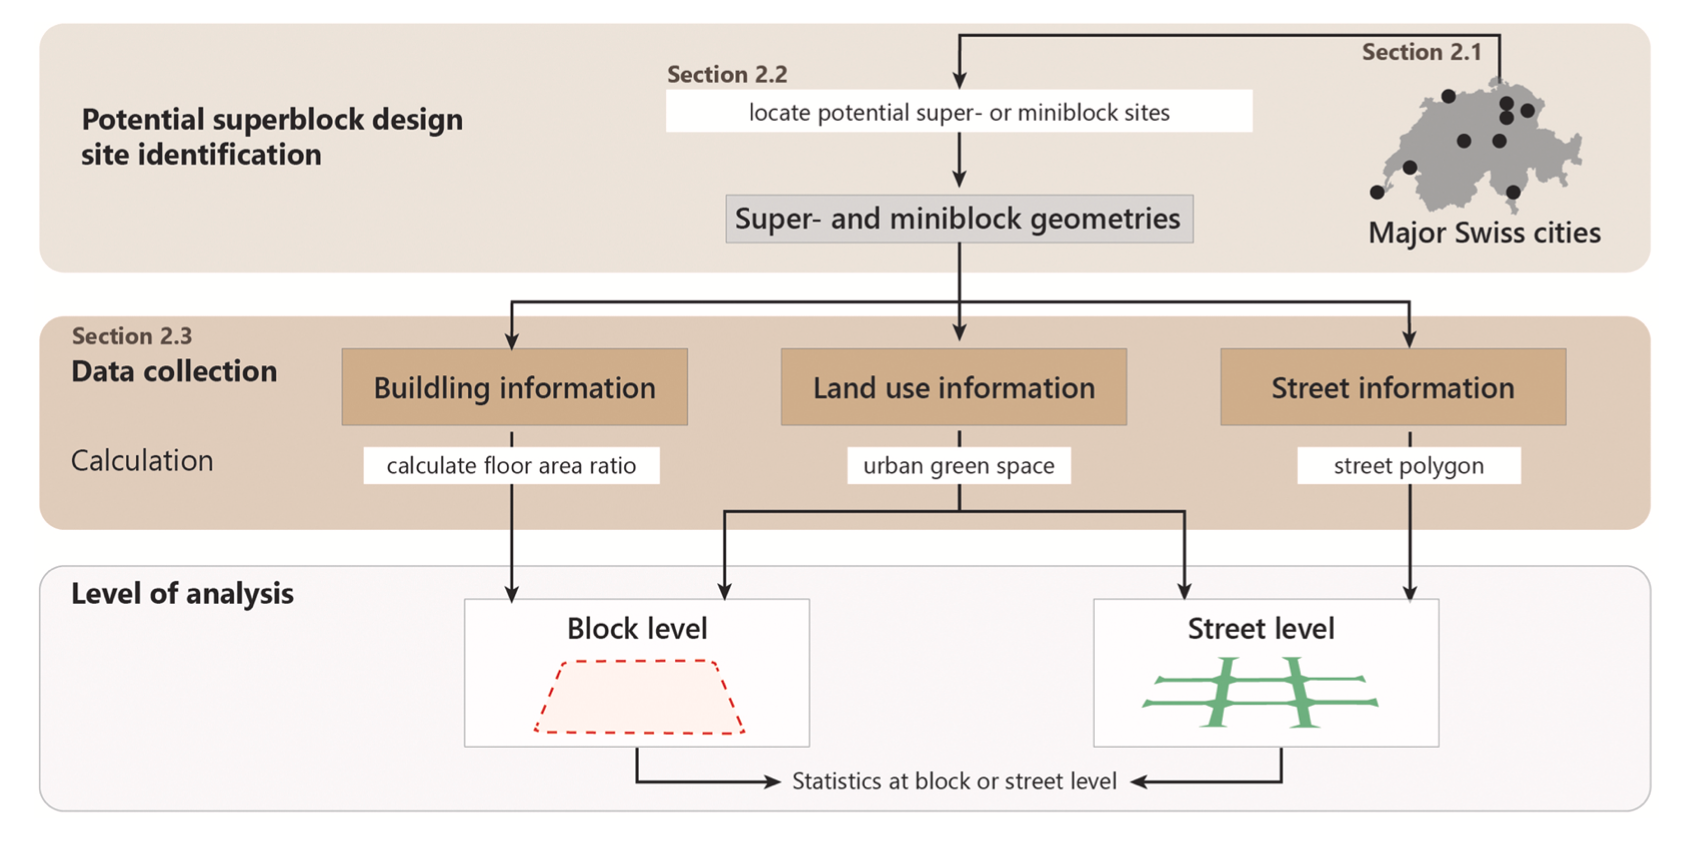 Section 2.1
Section 2.2
Potential superblock design
site identification
locate potential super- or miniblock sites
Super- and miniblock geometries
Major Swiss cities
Section 2.3
Data collection
Buildling information
Land use information
Street information
Calculation
calculate floor area ratio
urban green space
street polygon
Level of analysis
Block level
Street level
Statistics at block or street level